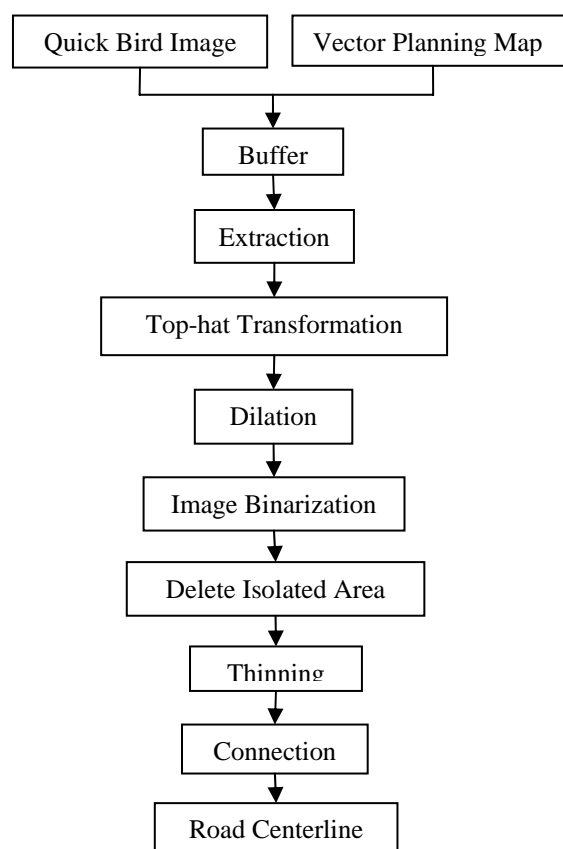 Quick Bird Image
Vector Planning Map
Buffer
Extraction
Top-hat Transformation
Dilation
Image Binarization
Delete Isolated Area
Thinning
Connection
Road Centerline